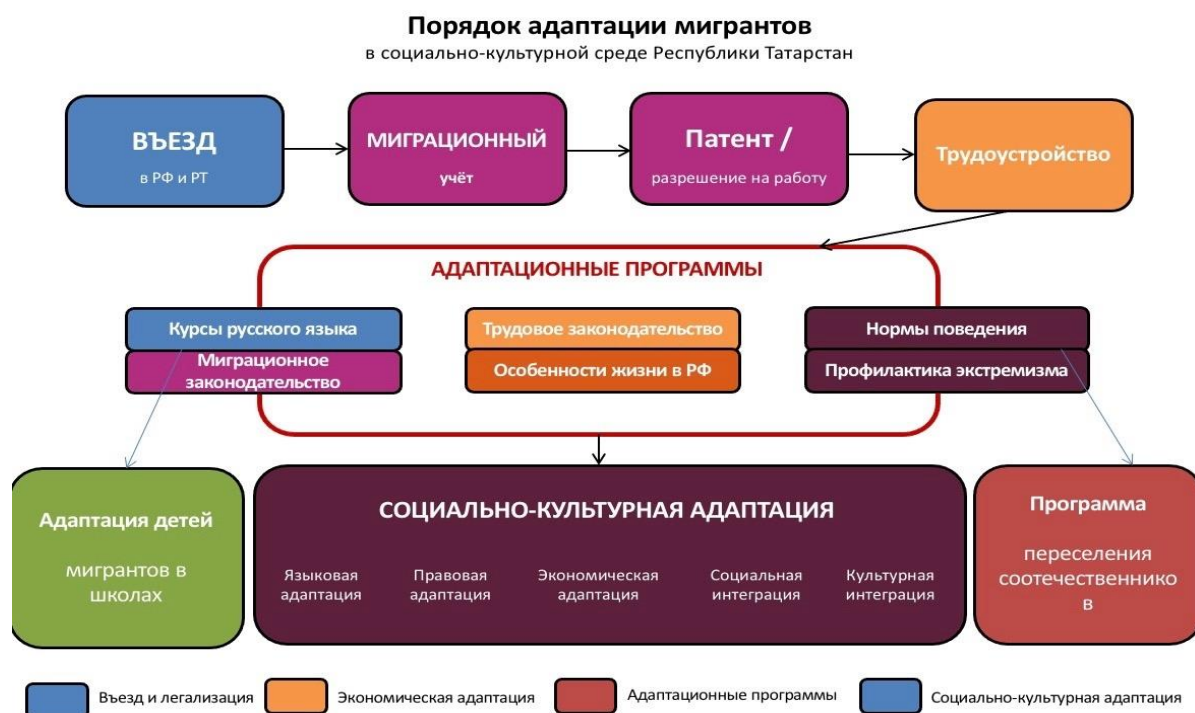 Порядок адаптации мигрантов
в социально-культурной среде Республики Татарстан
ВЪЕЗД
в РФ и РТ
МИГРАЦИОННЫЙ
учёт
Патент /
разрешение на работу
Трудоустройство
АДАПТАЦИОННЫЕ ПРОГРАММЫ
Курсы русского языка
Миграционное
законодательство
Трудовое законодательство
Особенности жизни в РФ
Нормы поведения
Профилактика экстремизма
Адаптация детей
мигрантов в
школах
СОЦИАЛЬНО-КУЛЬТУРНАЯ АДАПТАЦИЯ
Языковая
адаптация
Правовая
адаптация
Экономическая
адаптация
Социальная
интеграция
Культурная
интеграция
Программа
переселения
соотечественнико
в
Въезд и легализация
Экономическая адаптация
Адаптационные программы
Социально-культурная адаптация